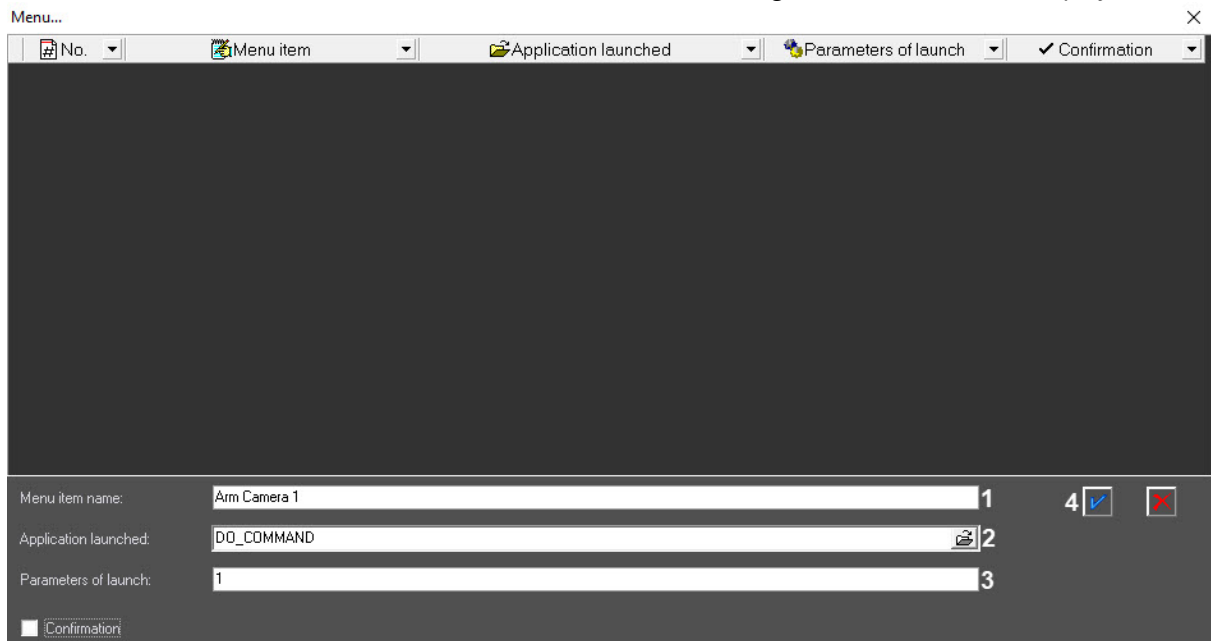 Menu...
No. Menu item Application launched Parameters of launch Confirmation
Menu item name: Arm Camera 1 1 4
Application launched: DO_COMMAND 2
Parameters of launch: 1 3
Confirmation